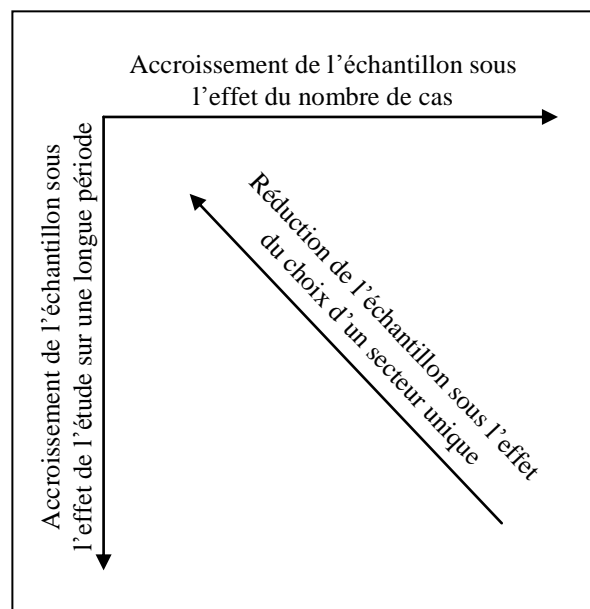 Accroissement de l’échantillon sous
l’effet du nombre de cas
Accroissement de l’échantillon sous
l’effet de l’étude sur une longue période
Réduction de l’échantillon sous l’effet
du choix d’un secteur unique